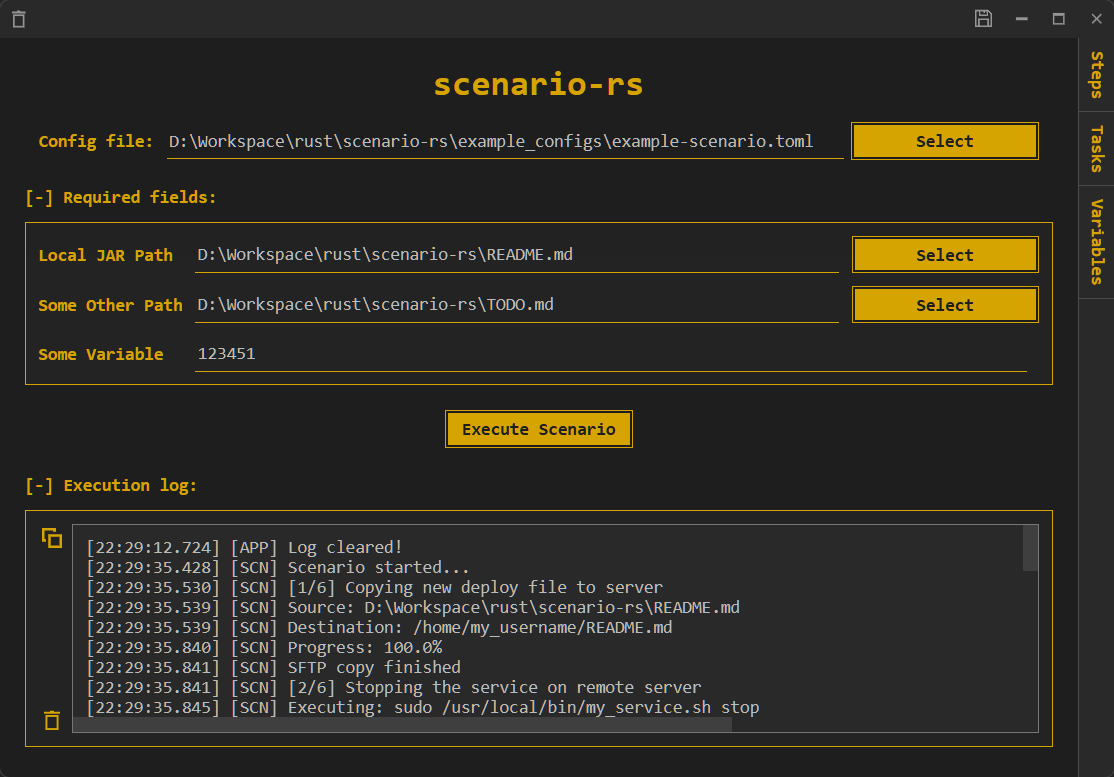 scenario-rs
Config file: D:\Workspace\rust\scenario-rs\example_configs\example-scenario.toml Select
[-] Required fields:
Local JAR Path D:\Workspace\rust\scenario-rs\README.md Select
Some Other Path D:\Workspace\rust\scenario-rs\TODO.md Select
Some Variable 123451
Execute Scenario
[-] Execution log:
[22:29:12.724] [APP] Log cleared!
[22:29:35.428] [SCN] Scenario started...
[22:29:35.530] [SCN] [1/6] Copying new deploy file to server
[22:29:35.539] [SCN] Source: D:\Workspace\rust\scenario-rs\README.md
[22:29:35.539] [SCN] Destination: /home/my_username/README.md
[22:29:35.840] [SCN] Progress: 100.0%
[22:29:35.841] [SCN] SFTP copy finished
[22:29:35.841] [SCN] [2/6] Stopping the service on remote server
[22:29:35.845] [SCN] Executing: sudo /usr/local/bin/my_service.sh stop
Steps
Tasks
Variables